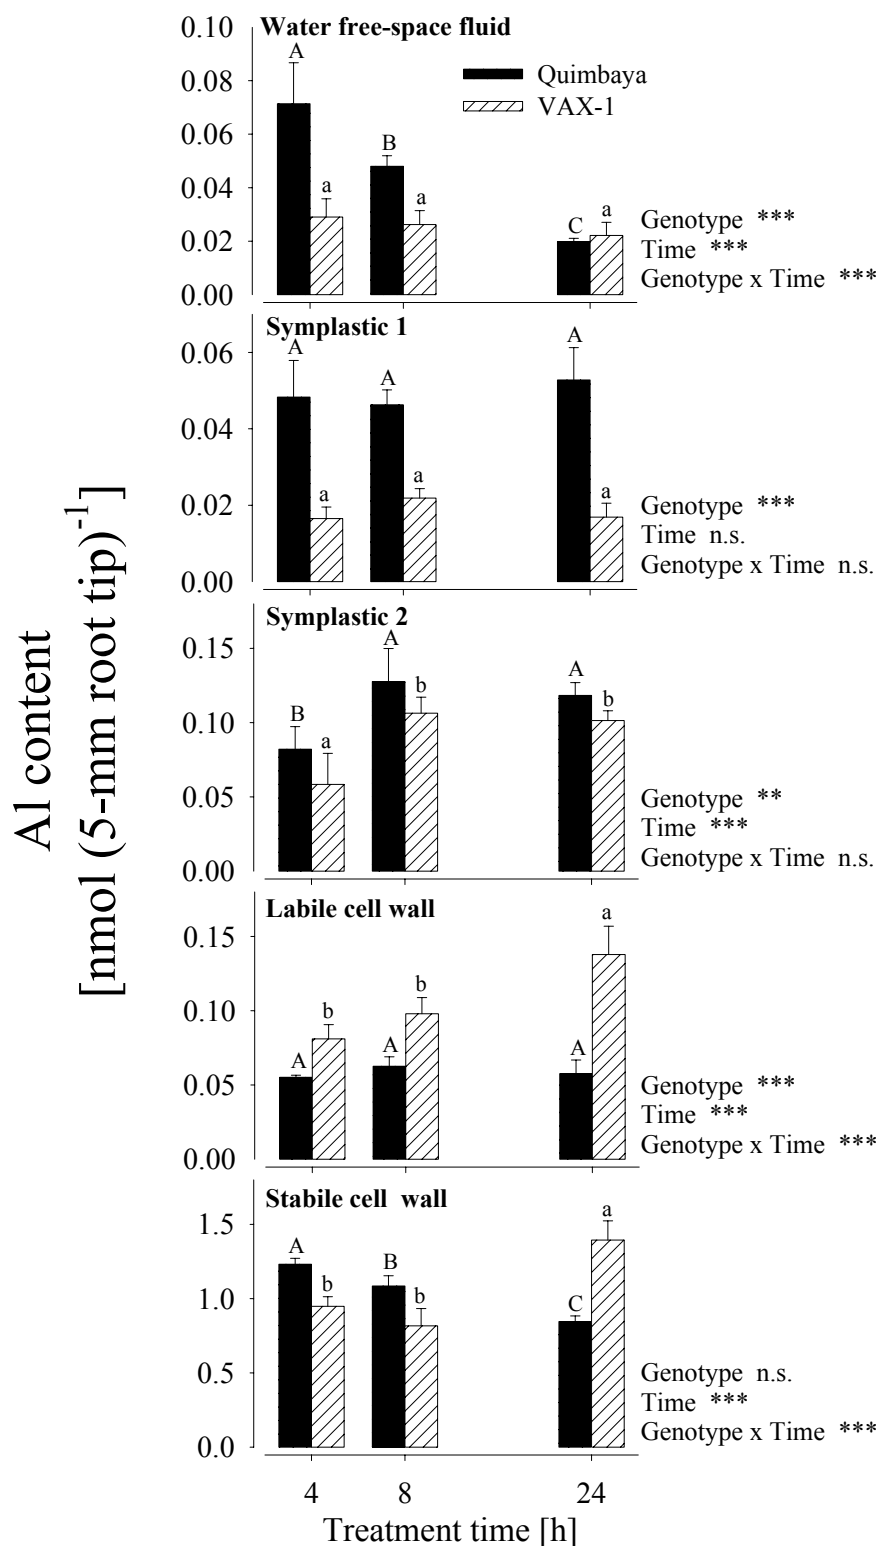 Water free-space fluid
0.10
A
Quimbaya
0.08
VAX-1
B
0.06
a
0.04
a
a
C
Genotype ***
0.02
Time ***
0.00
Genotype x Time ***
Symplastic 1
A
A
0.06
A
0.04
a
a
a
0.02
Genotype ***
Time n.s.
0.00
Genotype x Time n.s.
Symplastic 2
A
0.15
A
b
b
B
a
0.10
Genotype **
0.05
Time ***
0.00
Genotype x Time n.s.
Labile cell wall
a
0.15
b
b
0.10
A
A
A
0.05
Genotype ***
Time ***
0.00
Genotype x Time ***
Stabile cell wall
a
1.5
A
B
b
b
C
1.0
0.5
Genotype n.s.
Time ***
0.0
Genotype x Time ***
4 8 24
Treatment time [h]
Al content
[nmol (5-mm root tip)-1]